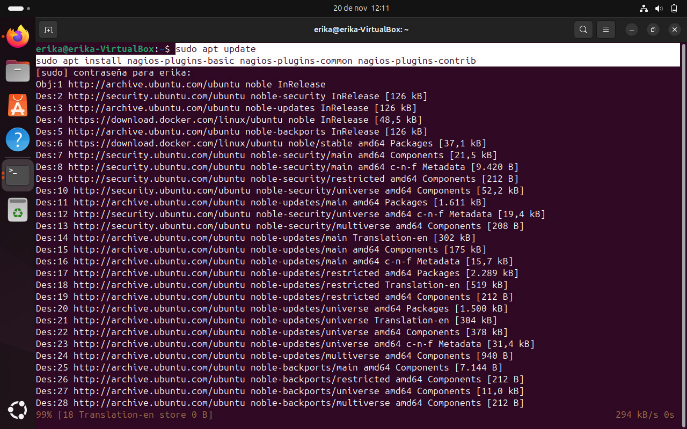 20 de nov 12:11
erika@erika-VirtualBox: ~
erika@erika-VirtualBox:~$ sudo apt update
sudo apt install nagios-plugins-basic nagios-plugins-common nagios-plugins-contrib
[sudo] contraseña para erika:
Obj:1 http://archive.ubuntu.com/ubuntu noble InRelease
Des:2 http://security.ubuntu.com/ubuntu noble-security InRelease [126 kB]
Des:3 http://archive.ubuntu.com/ubuntu noble-updates InRelease [126 kB]
Des:4 https://download.docker.com/linux/ubuntu noble InRelease [48,5 kB]
Des:5 http://archive.ubuntu.com/ubuntu noble-backports InRelease [126 kB]
Des:6 https://download.docker.com/linux/ubuntu noble/stable amd64 Packages [37,1 kB]
Des:7 http://security.ubuntu.com/ubuntu noble-security/main amd64 Components [21,5 kB]
Des:8 http://security.ubuntu.com/ubuntu noble-security/main amd64 c-n-f Metadata [9.420 B]
Des:9 http://security.ubuntu.com/ubuntu noble-security/restricted amd64 Components [212 B]
Des:10 http://security.ubuntu.com/ubuntu noble-security/universe amd64 Components [52,2 kB]
Des:11 http://archive.ubuntu.com/ubuntu noble-updates/main amd64 Packages [1.611 kB]
Des:12 http://security.ubuntu.com/ubuntu noble-security/universe amd64 c-n-f Metadata [19,4 kB]
Des:13 http://security.ubuntu.com/ubuntu noble-security/multiverse amd64 Components [208 B]
Des:14 http://archive.ubuntu.com/ubuntu noble-updates/main Translation-en [302 kB]
Des:15 http://archive.ubuntu.com/ubuntu noble-updates/main amd64 Components [175 kB]
Des:16 http://archive.ubuntu.com/ubuntu noble-updates/main amd64 c-n-f Metadata [15,7 kB]
Des:17 http://archive.ubuntu.com/ubuntu noble-updates/restricted amd64 Packages [2.289 kB]
Des:18 http://archive.ubuntu.com/ubuntu noble-updates/restricted Translation-en [519 kB]
Des:19 http://archive.ubuntu.com/ubuntu noble-updates/restricted amd64 Components [212 B]
Des:20 http://archive.ubuntu.com/ubuntu noble-updates/universe amd64 Packages [1.500 kB]
Des:21 http://archive.ubuntu.com/ubuntu noble-updates/universe Translation-en [304 kB]
Des:22 http://archive.ubuntu.com/ubuntu noble-updates/universe amd64 Components [378 kB]
Des:23 http://archive.ubuntu.com/ubuntu noble-updates/universe amd64 c-n-f Metadata [31,4 kB]
Des:24 http://archive.ubuntu.com/ubuntu noble-updates/multiverse amd64 Components [940 B]
Des:25 http://archive.ubuntu.com/ubuntu noble-backports/main amd64 Components [7.144 B]
Des:26 http://archive.ubuntu.com/ubuntu noble-backports/restricted amd64 Components [212 B]
Des:27 http://archive.ubuntu.com/ubuntu noble-backports/universe amd64 Components [11,0 kB]
Des:28 http://archive.ubuntu.com/ubuntu noble-backports/multiverse amd64 Components [212 B]
99% [18 Translation-en store 0 B] 294 kB/s 0s